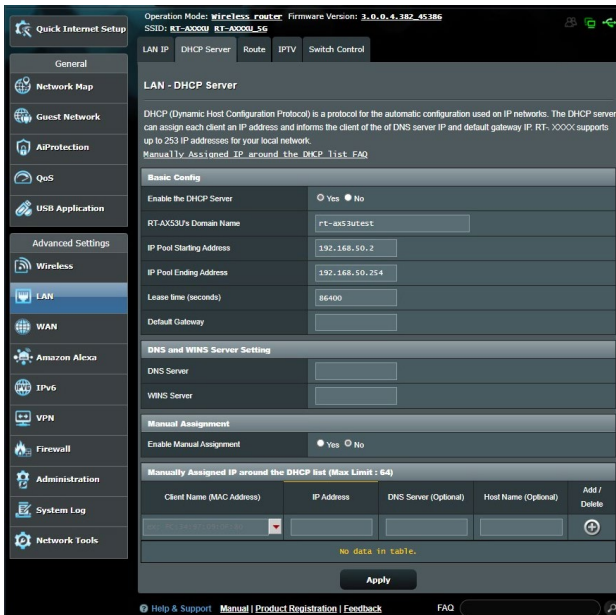 Quick Internet Setup
General
Network Map
Guest Network
AiProtection
QoS
USB Application
Advanced Settings
Wireless
LAN
WAN
Amazon Alexa
IPv6
VPN
Firewall
Administration
System Log
Network Tools
Operation Mode: Wireless router Firmware Version: 3.0.0.4.382_45386
SSID: RT-AXXXU RT-AXXXU_5G
LAN IP DHCP Server Route IPTV Switch Control
LAN - DHCP Server
DHCP (Dynamic Host Configuration Protocol) is a protocol for the automatic configuration used on IP networks. The DHCP server
can assign each client an IP address and informs the client of the of DNS server IP and default gateway IP. RT- XXXX supports
up to 253 IP addresses for your local network.
Manually Assigned IP around the DHCP list FAQ
Basic Config
Enable the DHCP Server Yes No
RT-AX53U's Domain Name rt-ax53utest
IP Pool Starting Address 192.168.50.2
IP Pool Ending Address 192.168.50.254
Lease time (seconds) 86400
Default Gateway
DNS and WINS Server Setting
DNS Server
WINS Server
Manual Assignment
Enable Manual Assignment Yes No
Manually Assigned IP around the DHCP list (Max Limit : 64)
Client Name (MAC Address) IP Address DNS Server (Optional) Host Name (Optional) Add /
Delete
No data in table.
Apply
Help & Support Manual | Product Registration | Feedback FAQ